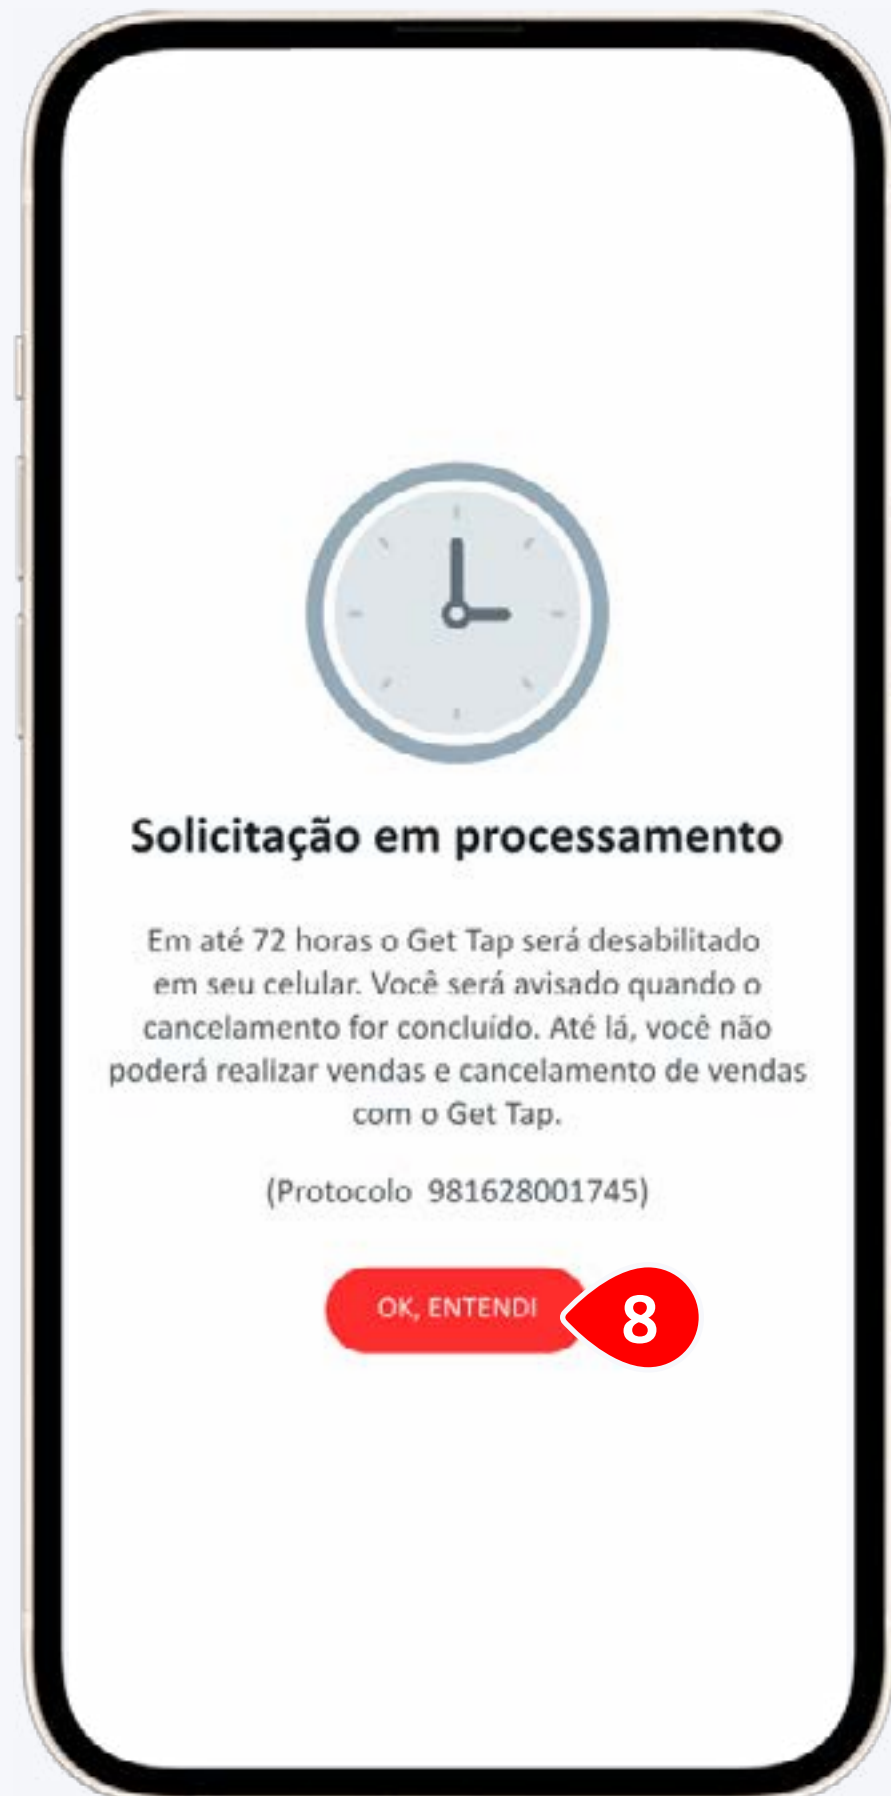 Solicitação em processamento
Em até 72 horas o Get Tap será desabilitado
em seu celular. Você será avisado quando o
cancelamento for concluído. Até lá, você não
poderá realizar vendas e cancelamento de vendas
com o Get Tap.
(Protocolo 981628001745)
OK, ENTENDI
8